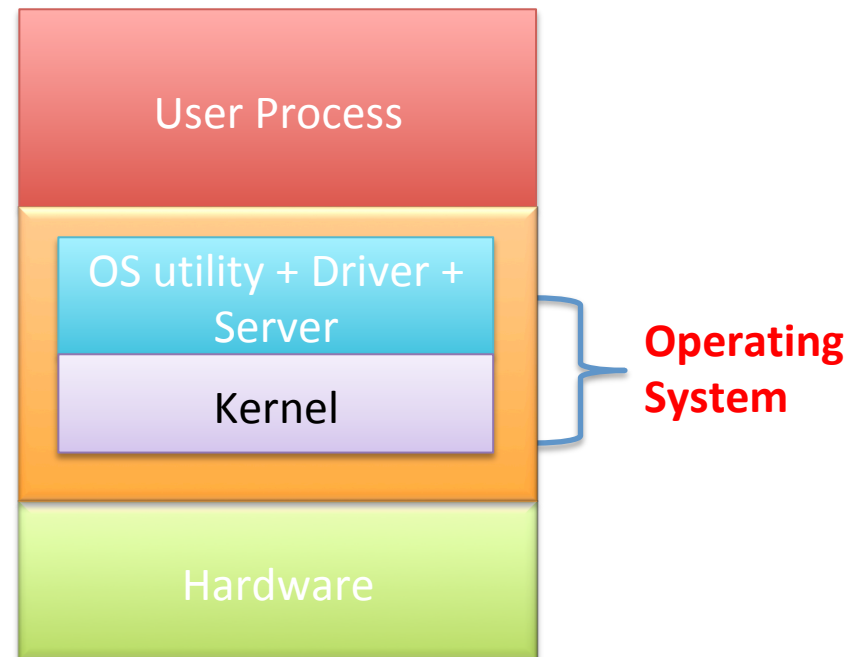 User Process
OS utility + Driver +
Server
Kernel
Operating
System
Hardware